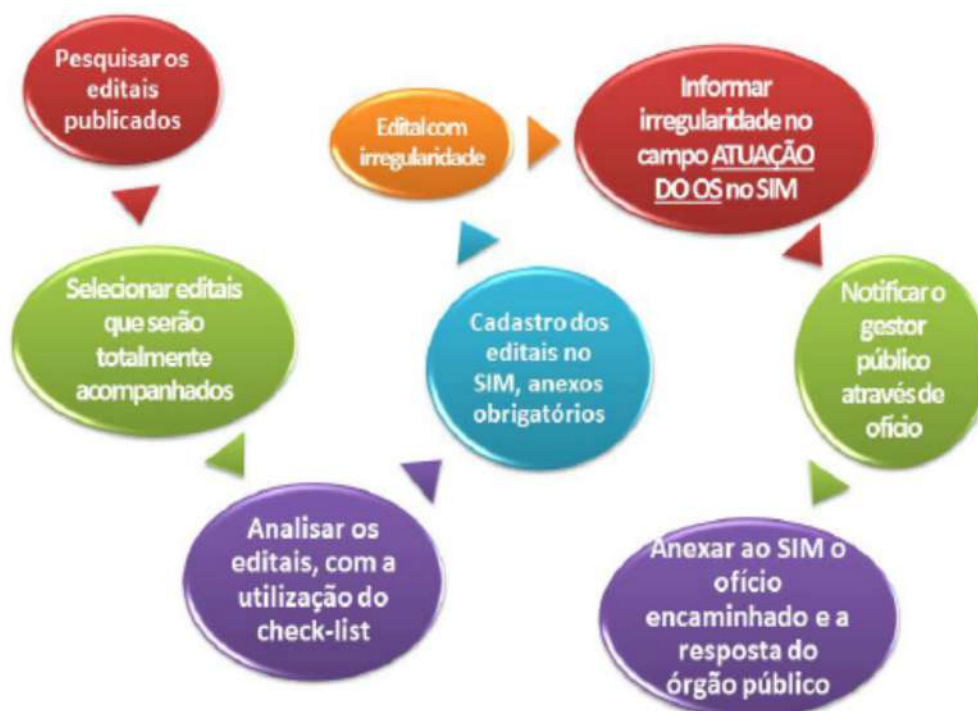 Pesquisar os
editais
publicados
Selecionar editais
que serão
totalmente
acompanhados
Analisar os
editais, com a
utilização do
check-list
Cadastro dos
editais no
SIM, anexos
obrigatórios
Edital com
irregularidade
Informar
irregularidade no
campo ATUAÇÃO
DO OS no SIM
Notificar o
gestor
público
através de
ofício
Anexar ao SIM o
ofício
encaminhado e a
resposta do
órgão público